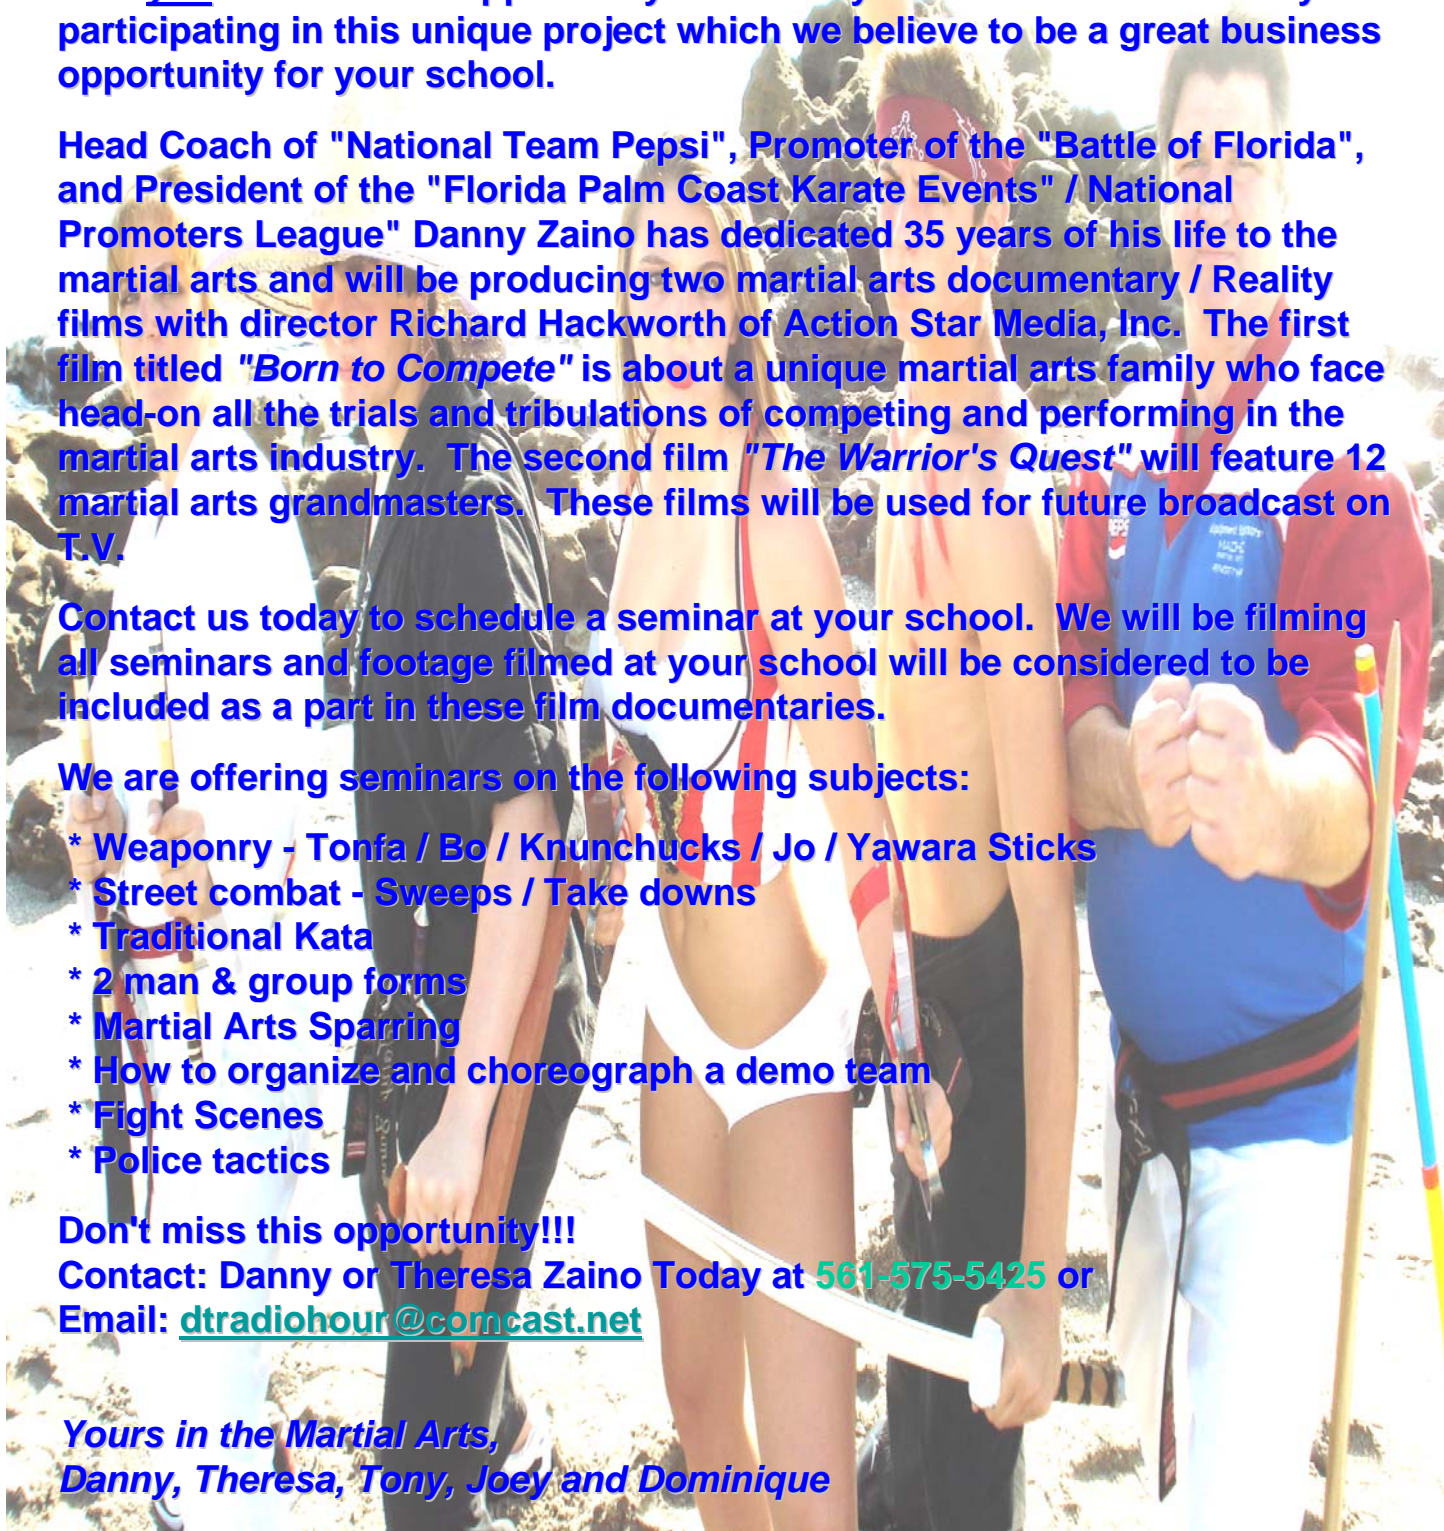 participating in this unique project which we believe to be a great business
opportunity for your school.
Head Coach of "National Team Pepsi", Promoter of the "Battle of Florida",
and President of the "Florida Palm Coast Karate Events" / National
Promoters League" Danny Zaino has dedicated 35 years of his life to the
martial arts and will be producing two martial arts documentary / Reality
films with director Richard Hackworth of Action Star Media, Inc.  The first
film titled "Born to Compete" is about a unique martial arts family who face
head-on all the trials and tribulations of competing and performing in the
martial arts industry.  The second film "The Warrior's Quest" will feature 12
martial arts grandmasters.  These films will be used for future broadcast on
T.V.
Contact us today to schedule a seminar at your school.  We will be filming
all seminars and footage filmed at your school will be considered to be
included as a part in these film documentaries.
We are offering seminars on the following subjects:
* Weaponry - Tonfa / Bo / Knunchucks / Jo / Yawara Sticks
* Street combat - Sweeps / Take downs
* Traditional Kata
* 2 man & group forms
* Martial Arts Sparring
* How to organize and choreograph a demo team
* Fight Scenes
* Police tactics
Don't miss this opportunity!!!
Contact: Danny or Theresa Zaino Today at 561-575-5425 or
Email: dtradiohour@comcast.net
Yours in the Martial Arts,
Danny, Theresa, Tony, Joey and Dominique